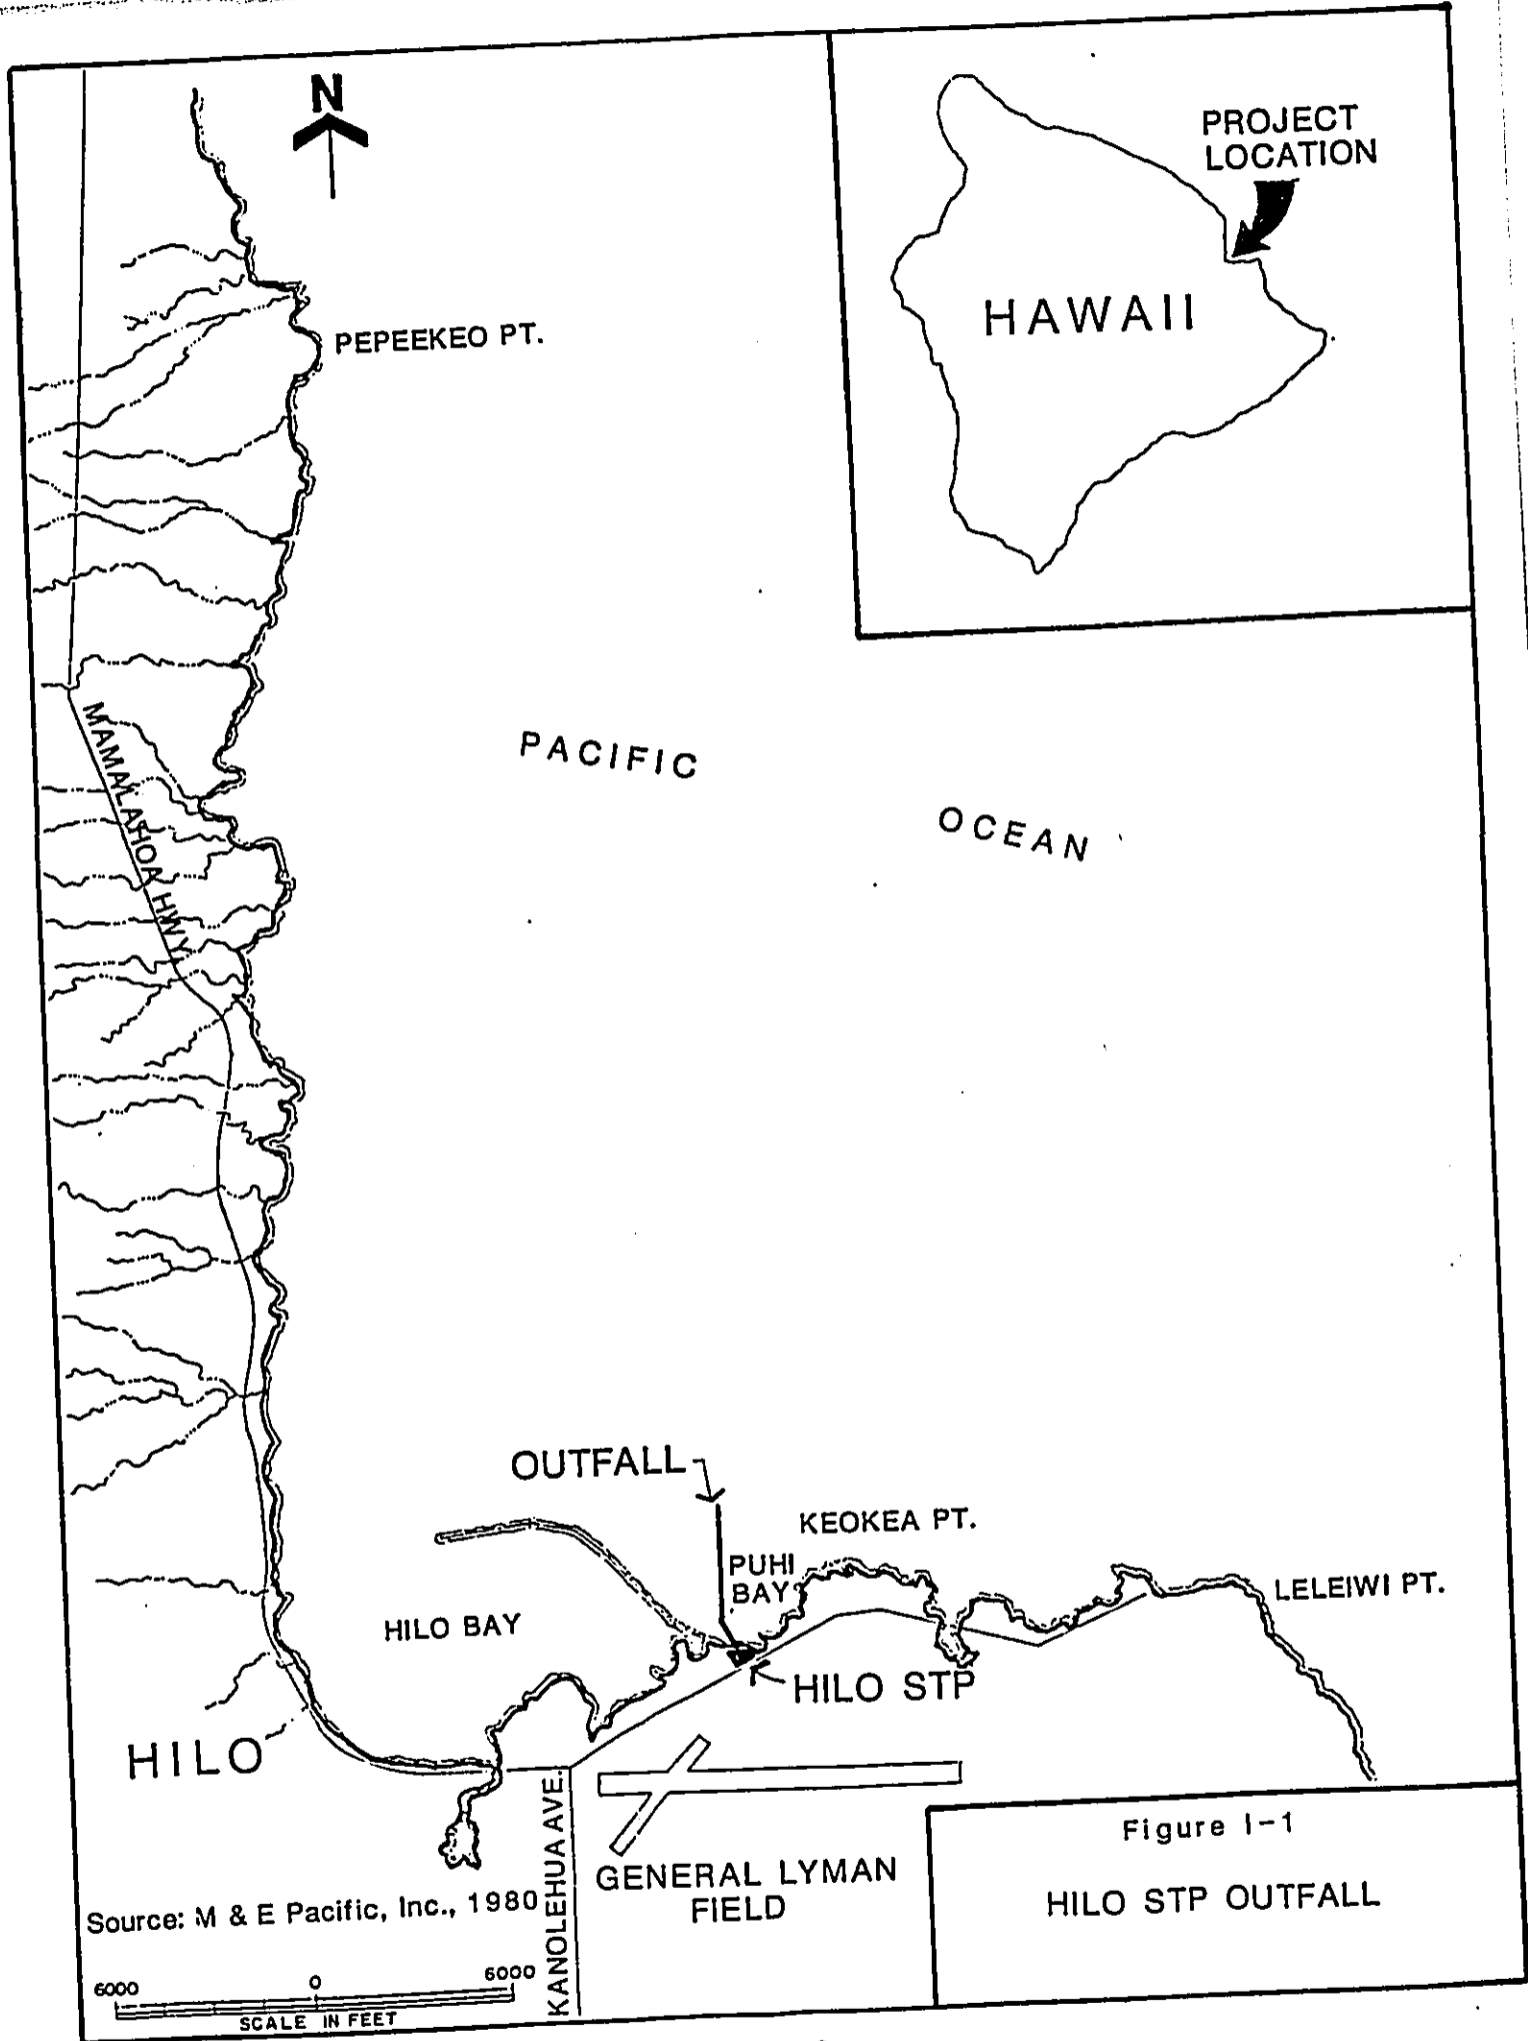 N
PROJECT
LOCATION
HAWAII
PEPEEKEO PT.
MAMALAHOA HWY.
PACIFIC
OCEAN
OUTFALL
KEOKEA PT.
PUHI
BAY
LELEIWI PT.
HILO BAY
HILO STP
HILO
KANOLEHUA AVE.
GENERAL LYMAN
FIELD
Figure I-1
HILO STP OUTFALL
Source: M & E Pacific, Inc., 1980
6000 0 6000
SCALE IN FEET